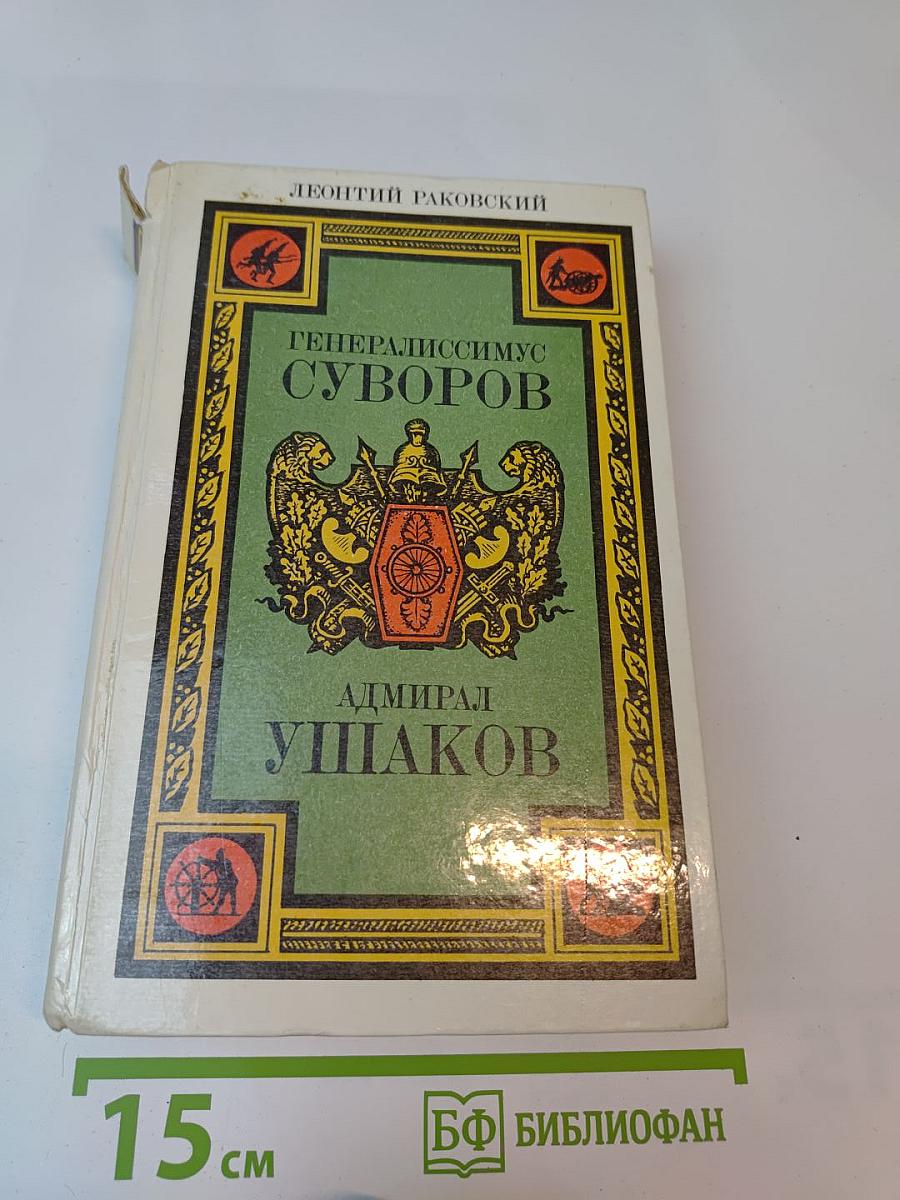 ЛЕОНТИЙ РАКОВСКИЙ
ГЕНЕРАЛИССИМУС
СУВОРОВ
АДМИРАЛ
УШАКОВ
15 см
БФ БИБЛИОФАН